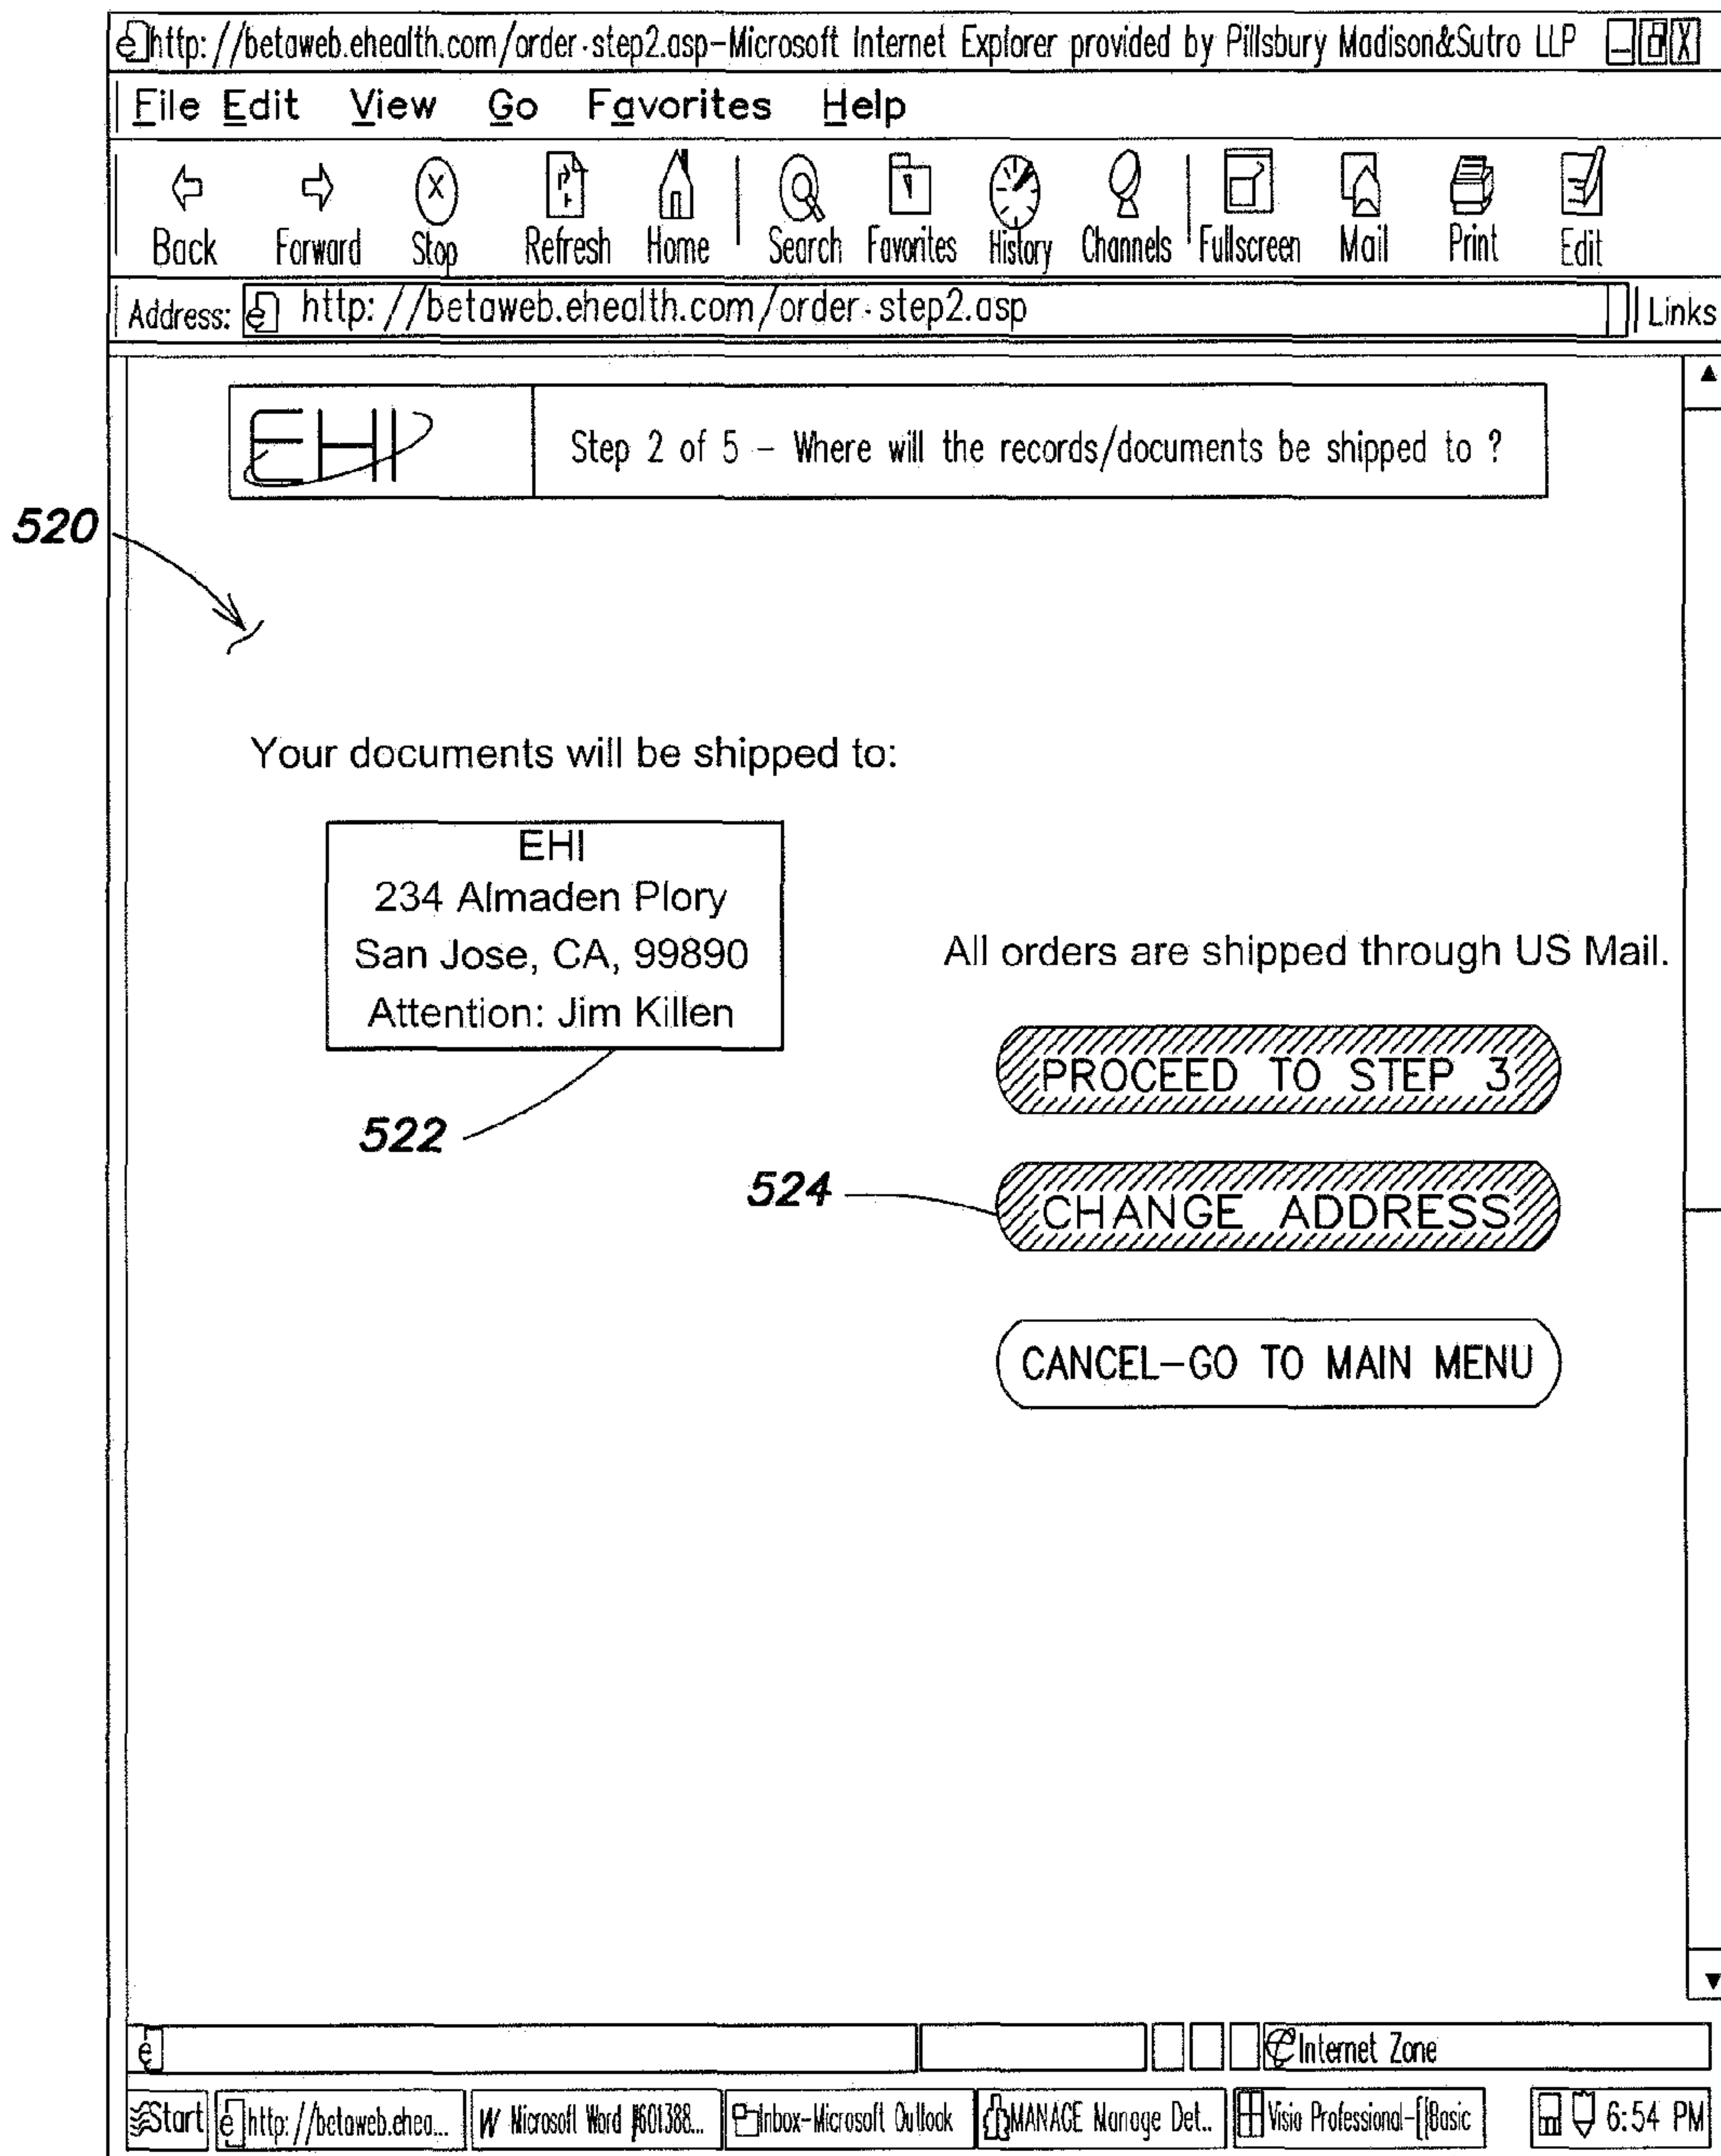 http://betaweb.ehealth.com/order-step2.asp-Microsoft Internet Explorer provided by Pillsbury Madison&Sutro LLP
File Edit View Go Favorites Help
Back Forward Stop Refresh Home Search Favorites History Channels Fullscreen Mail Print Edit
Address: http://betaweb.ehealth.com/order-step2.asp Links
EHI Step 2 of 5 - Where will the records/documents be shipped to ?
520
Your documents will be shipped to:
EHI
234 Almaden Plory
San Jose, CA, 99890
Attention: Jim Killen
All orders are shipped through US Mail.
PROCEED TO STEP 3
522
524
CHANGE ADDRESS
CANCEL-GO TO MAIN MENU
Internet Zone
Start http://betaweb.ehea... Microsoft Word Inbox-Microsoft Outlook MANAGE Manage Det.. Visio Professional-[Basic 6:54 PM